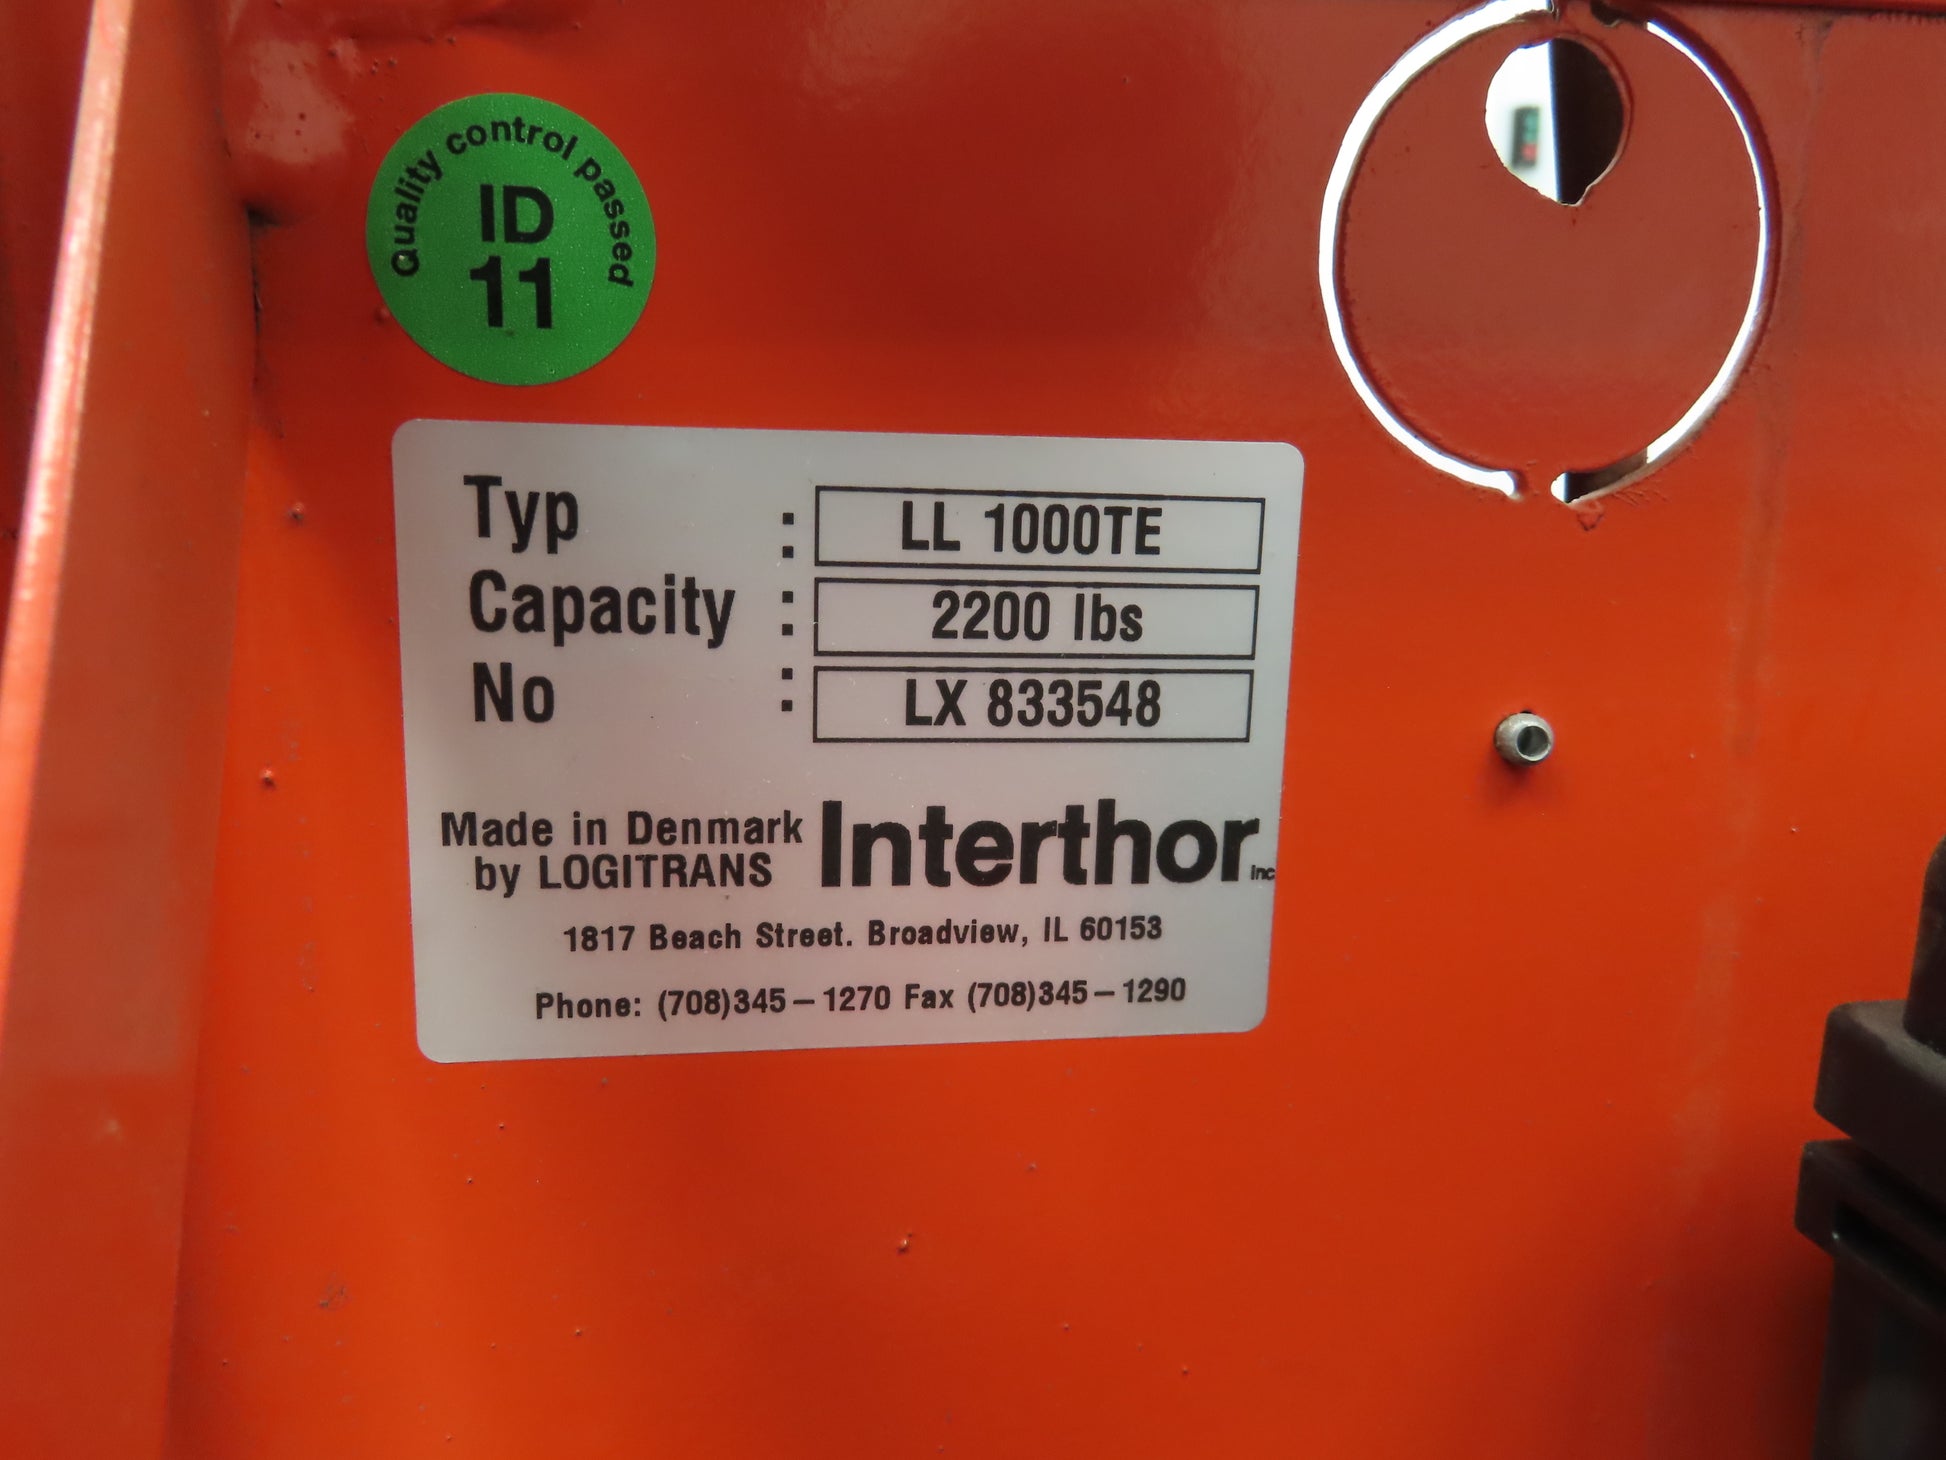 Quality control passed
ID
11
Typ : LL 1000TE
Capacity : 2200 lbs
No : LX 833548
Made in Denmark
by LOGITRANS
Interthor inc
1817 Beach Street. Broadview, IL 60153
Phone: (708)345-1270 Fax (708)345-1290